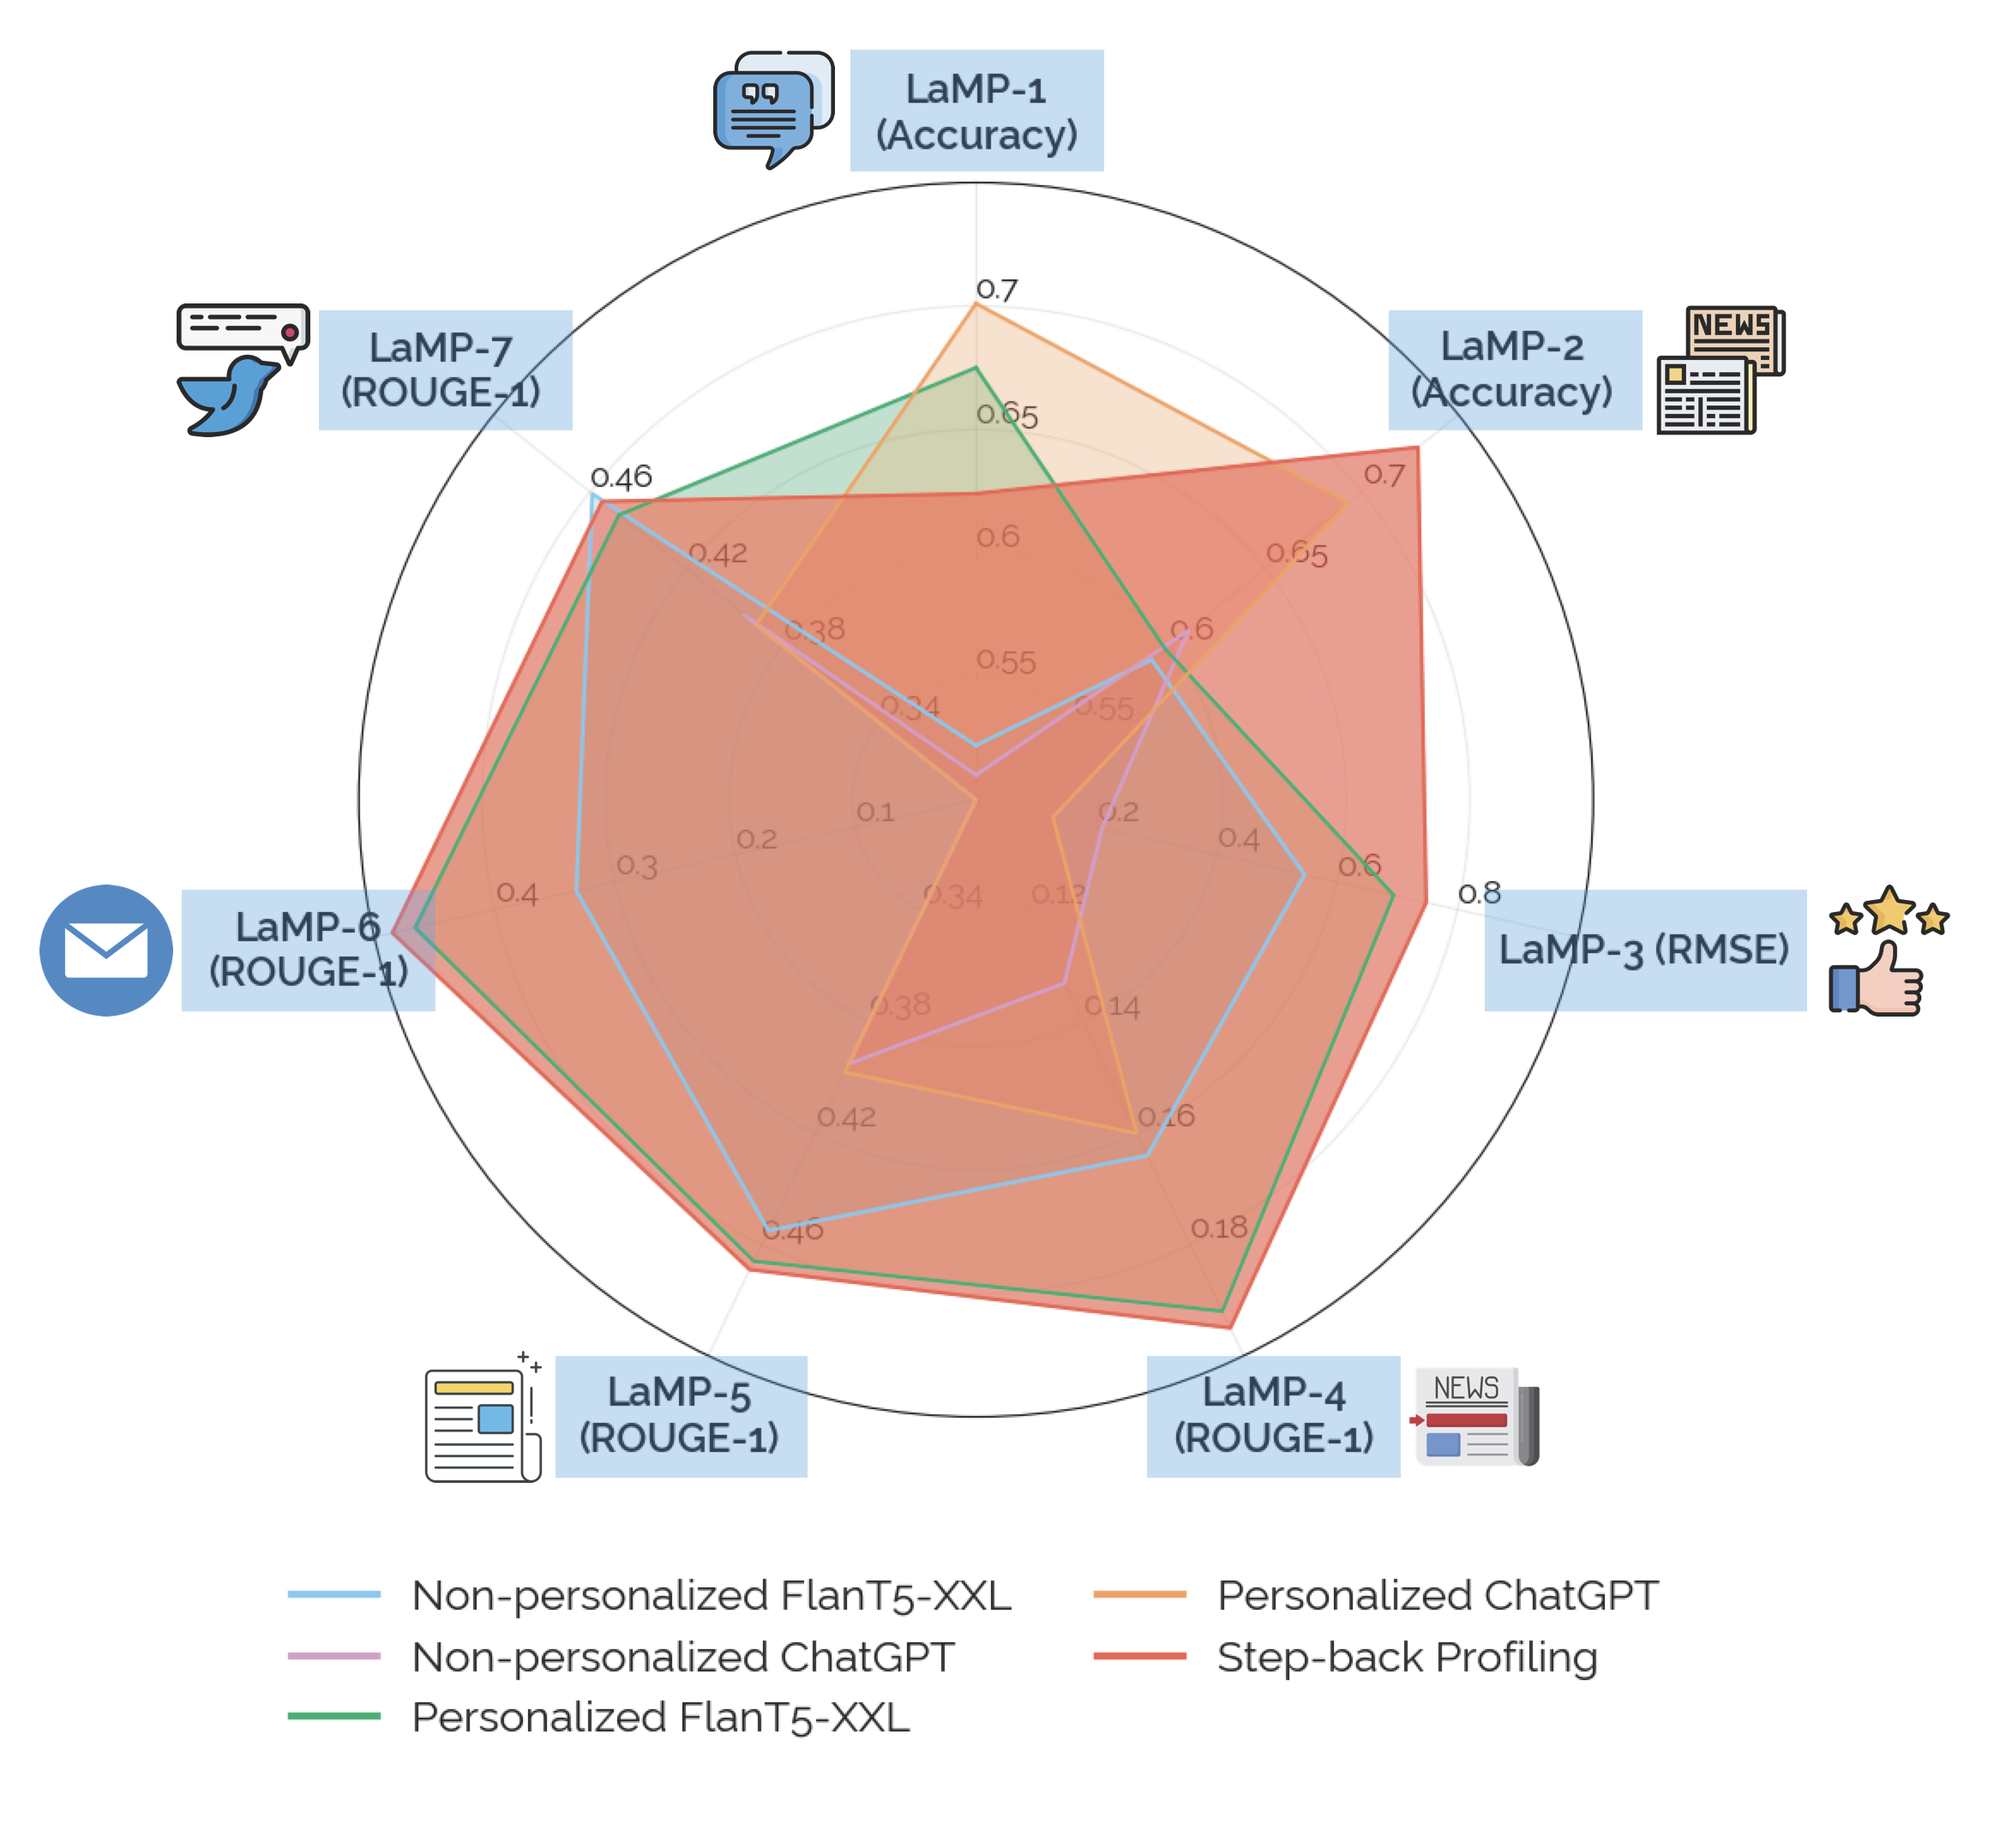 LaMP-1
(Accuracy)
LaMP-7
(ROUGE-1)
LaMP-2
(Accuracy)
NEWS
0.7
0.65
0.6
0.55
0.7
0.65
0.6
0.55
0.46
0.42
0.38
0.34
0.1
0.2
0.3
0.4
0.2
0.4
0.6
0.8
0.34
0.38
0.42
0.46
0.12
0.14
0.16
0.18
LaMP-6
(ROUGE-1)
LaMP-3 (RMSE)
LaMP-5
(ROUGE-1)
LaMP-4
(ROUGE-1)
NEWS
Non-personalized FlanT5-XXL
Non-personalized ChatGPT
Personalized FlanT5-XXL
Personalized ChatGPT
Step-back Profiling